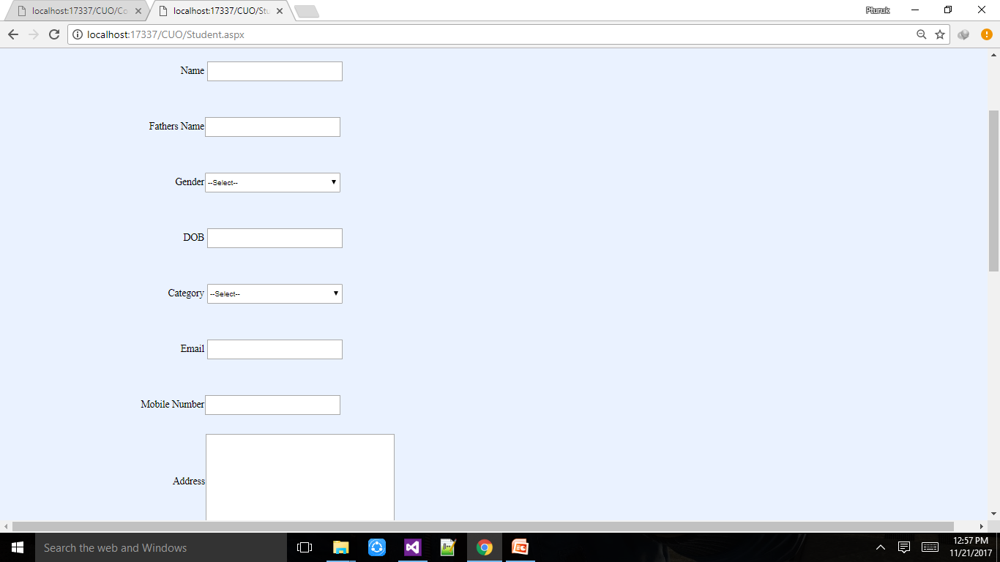 localhost:17337/CUO/Co
localhost:17337/CUO/Stu
Pturuk
localhost:17337/CUO/Student.aspx
Name
Fathers Name
Gender --Select--
DOB
Category --Select--
Email
Mobile Number
Address
Search the web and Windows
12:57 PM
11/21/2017